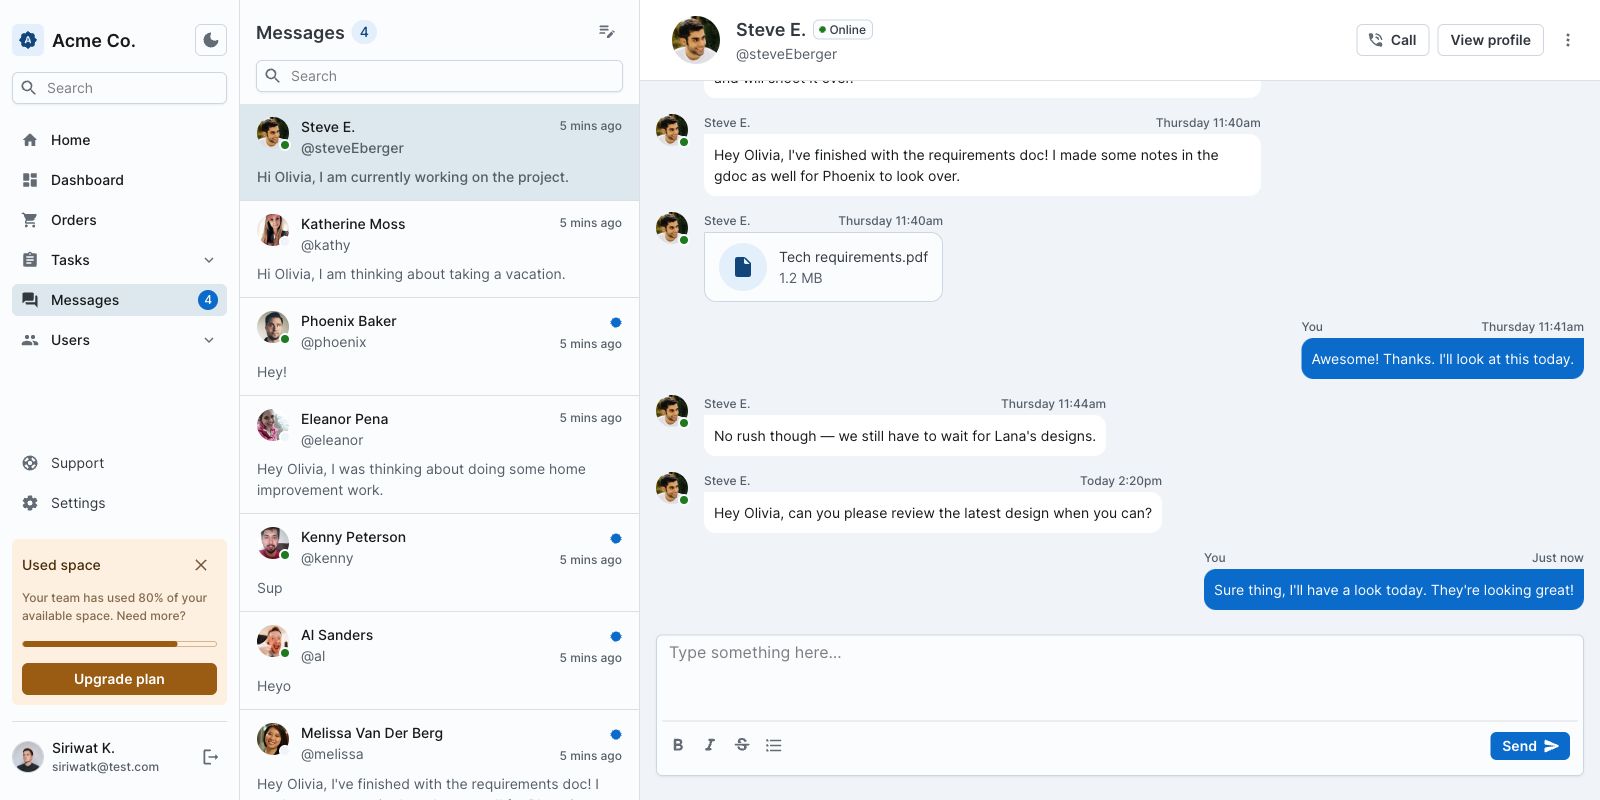 Acme Co.
Search
Home
Dashboard
Orders
Tasks
Messages
4
Users
Support
Settings
Used space
Your team has used 80% of your
available space. Need more?
Upgrade plan
Siriwat K.
siriwatk@test.com
Messages 4
Search
Steve E.
5 mins ago
@steveEberger
Hi Olivia, I am currently working on the project.
Katherine Moss
5 mins ago
@kathy
Hi Olivia, I am thinking about taking a vacation.
Phoenix Baker
@phoenix
5 mins ago
Hey!
Eleanor Pena
5 mins ago
@eleanor
Hey Olivia, I was thinking about doing some home
improvement work.
Kenny Peterson
@kenny
5 mins ago
Sup
Al Sanders
@al
5 mins ago
Heyo
Melissa Van Der Berg
@melissa
5 mins ago
Hey Olivia, I've finished with the requirements doc! I
Steve E.
Online
@steveEberger
Call
View profile
and will shoot it over.
Steve E.
Thursday 11:40am
Hey Olivia, I've finished with the requirements doc! I made some notes in the
gdoc as well for Phoenix to look over.
Steve E.
Thursday 11:40am
Tech requirements.pdf
1.2 MB
You
Thursday 11:41am
Awesome! Thanks. I'll look at this today.
Steve E.
Thursday 11:44am
No rush though — we still have to wait for Lana's designs.
Steve E.
Today 2:20pm
Hey Olivia, can you please review the latest design when you can?
You
Just now
Sure thing, I'll have a look today. They're looking great!
Type something here…
B I S
Send